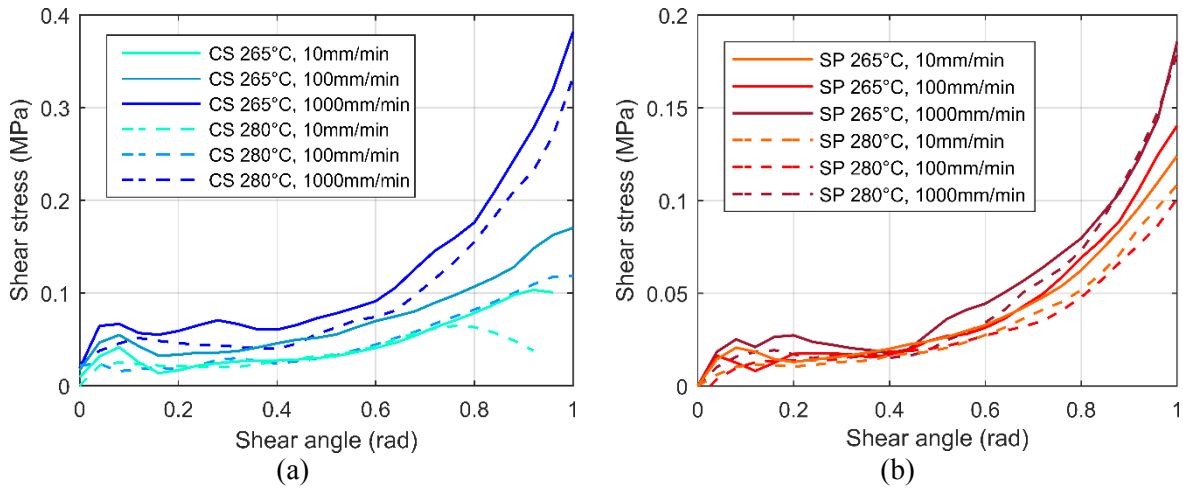 0.4
0.3
0.2
0.1
0
Shear stress (MPa)
CS 265°C, 10mm/min
CS 265°C, 100mm/min
CS 265°C, 1000mm/min
CS 280°C, 10mm/min
CS 280°C, 100mm/min
CS 280°C, 1000mm/min
0 0.2 0.4 0.6 0.8 1
Shear angle (rad)
(a)
0.2
0.15
0.1
0.05
0
Shear stress (MPa)
SP 265°C, 10mm/min
SP 265°C, 100mm/min
SP 265°C, 1000mm/min
SP 280°C, 10mm/min
SP 280°C, 100mm/min
SP 280°C, 1000mm/min
0 0.2 0.4 0.6 0.8 1
Shear angle (rad)
(b)